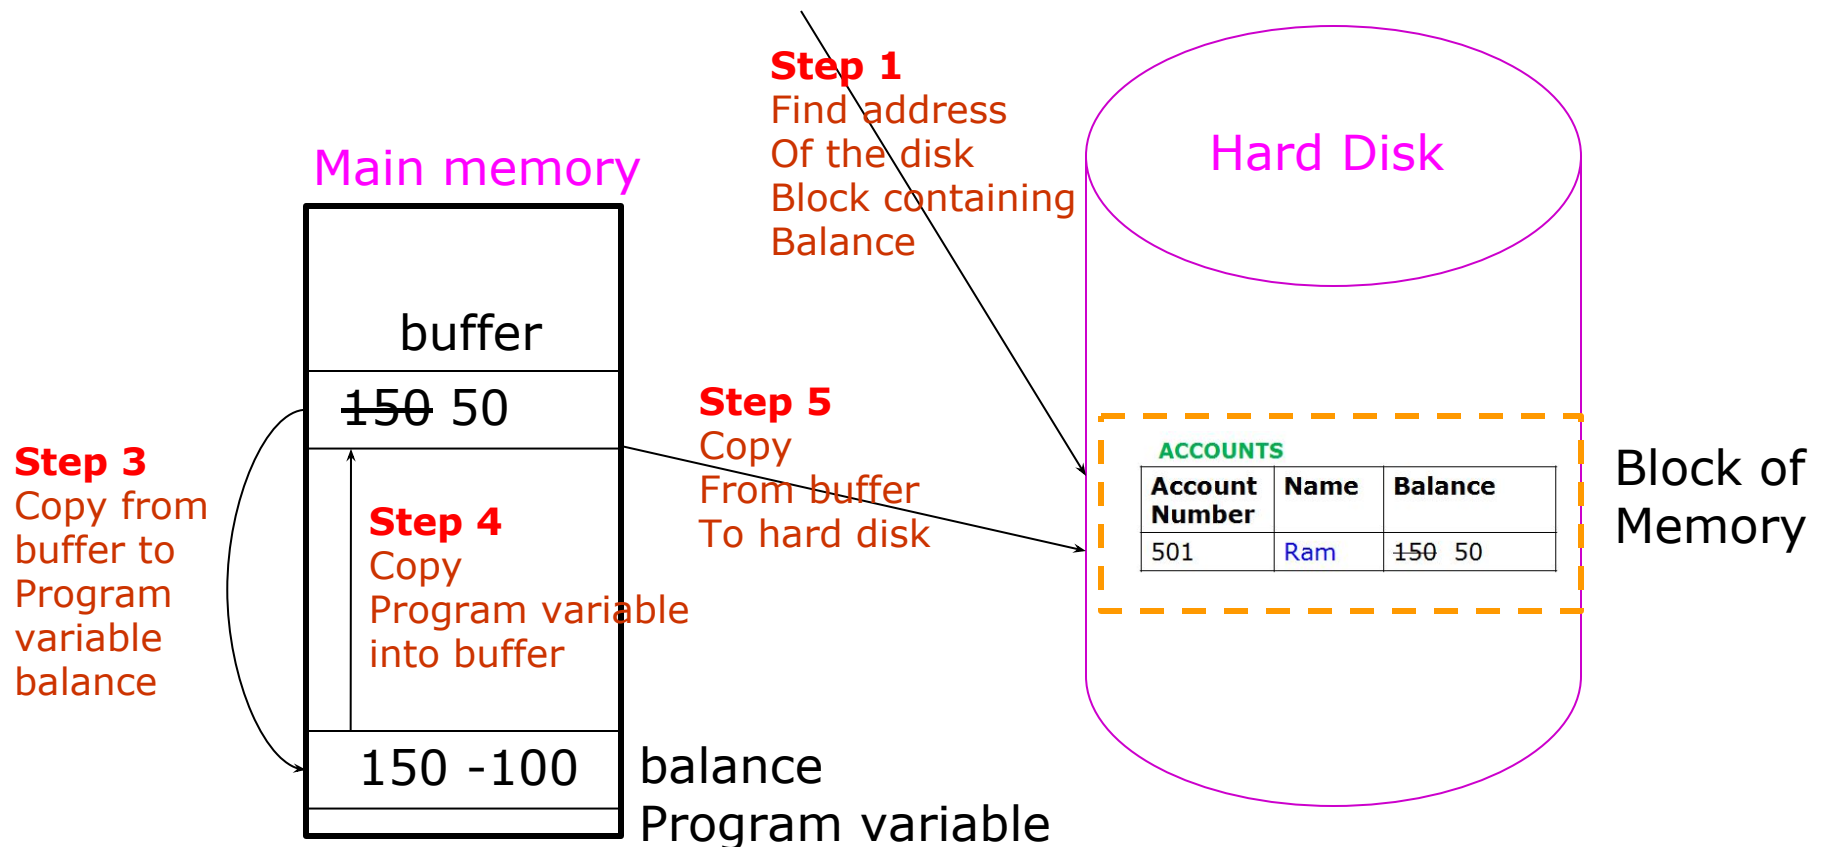 Step 1
Find address
Of the disk
Block containing
Balance
Hard Disk
Main memory
buffer
150 50
Step 3
Copy from
buffer to
Program
variable
balance
Step 4
Copy
Program variable
into buffer
Step 5
Copy
From buffer
To hard disk
ACCOUNTS
Account Number Name Balance
501 Ram 150 50
Block of
Memory
150 -100
balance
Program variable